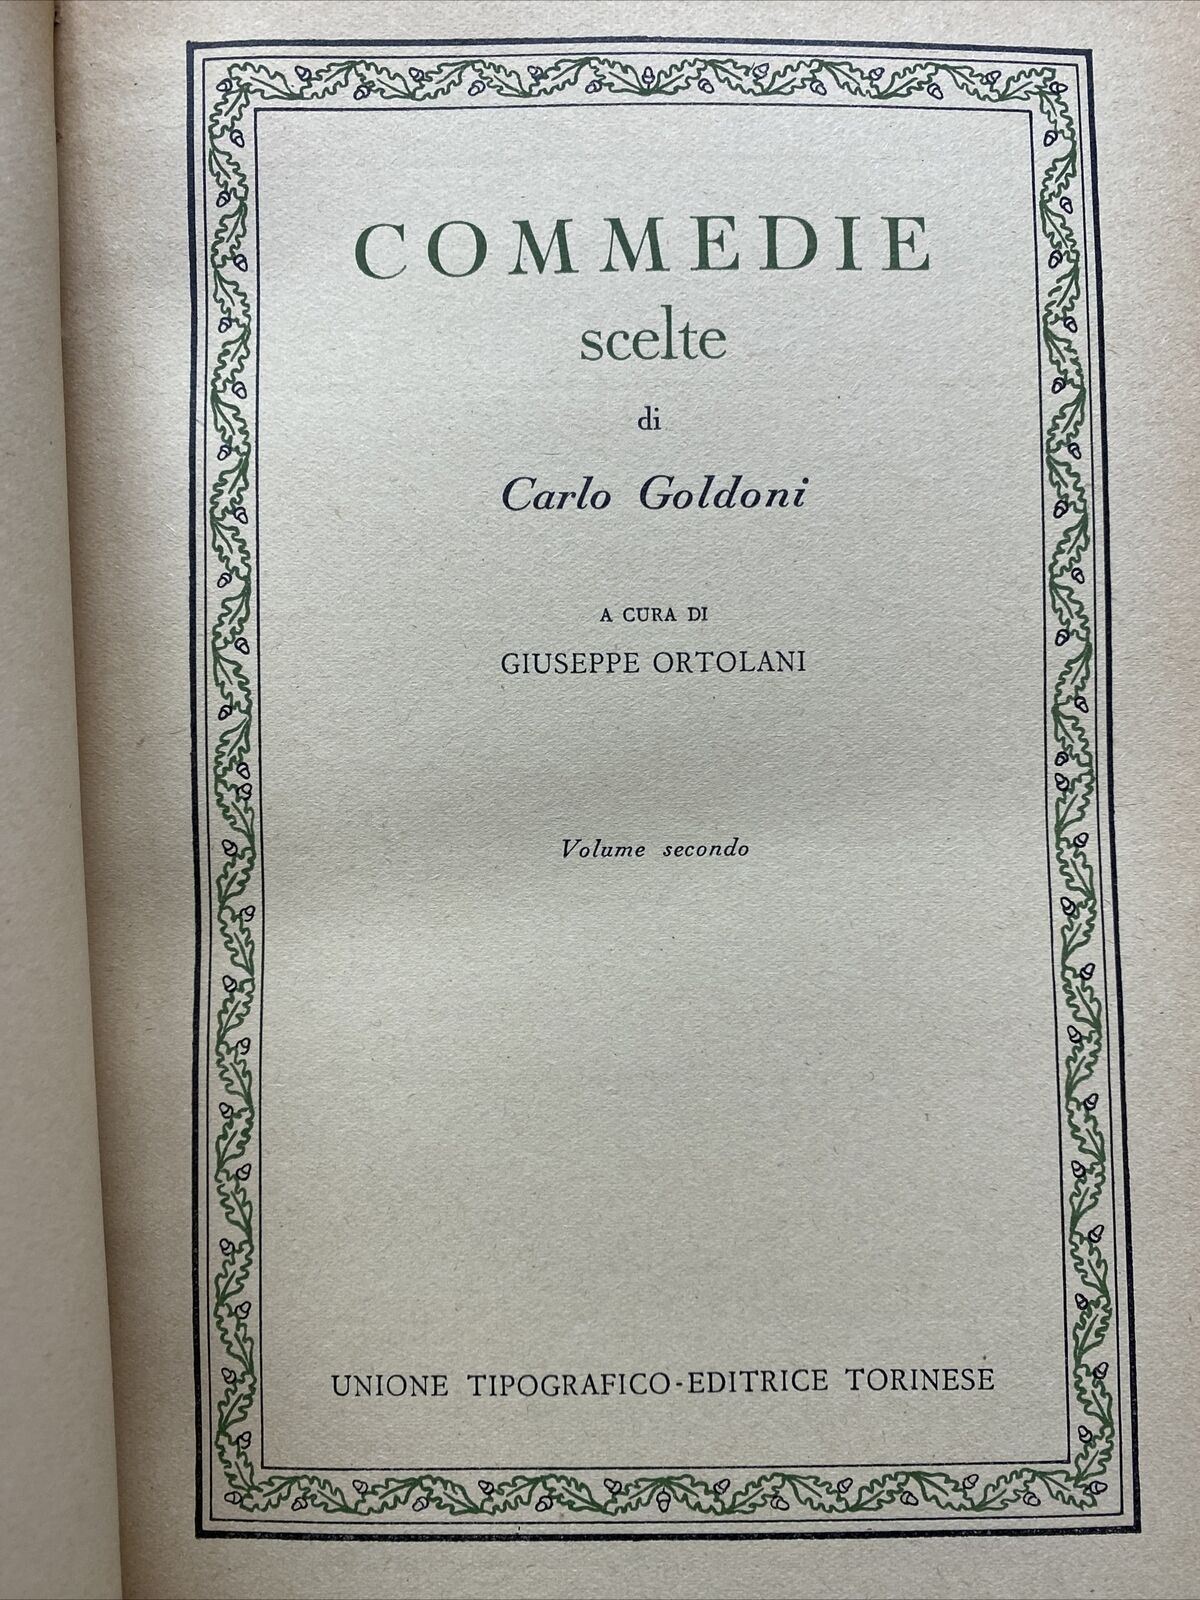 COMMEDIE
scelte
di
Carlo Goldoni
A CURA DI
GIUSEPPE ORTOLANI
Volume secondo
UNIONE TIPOGRAFICO-EDITRICE TORINESE